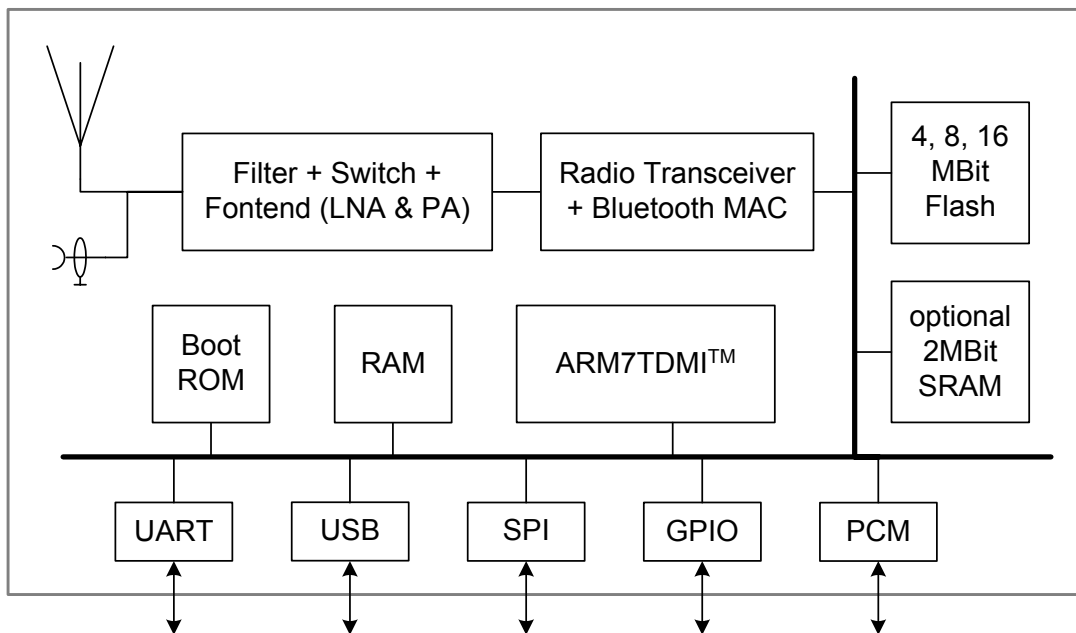 Filter + Switch +
Fontend (LNA & PA)
Radio Transceiver
+ Bluetooth MAC
4, 8, 16
MBit
Flash
Boot
ROM
RAM
ARM7TDMI™
optional
2MBit
SRAM
UART
USB
SPI
GPIO
PCM